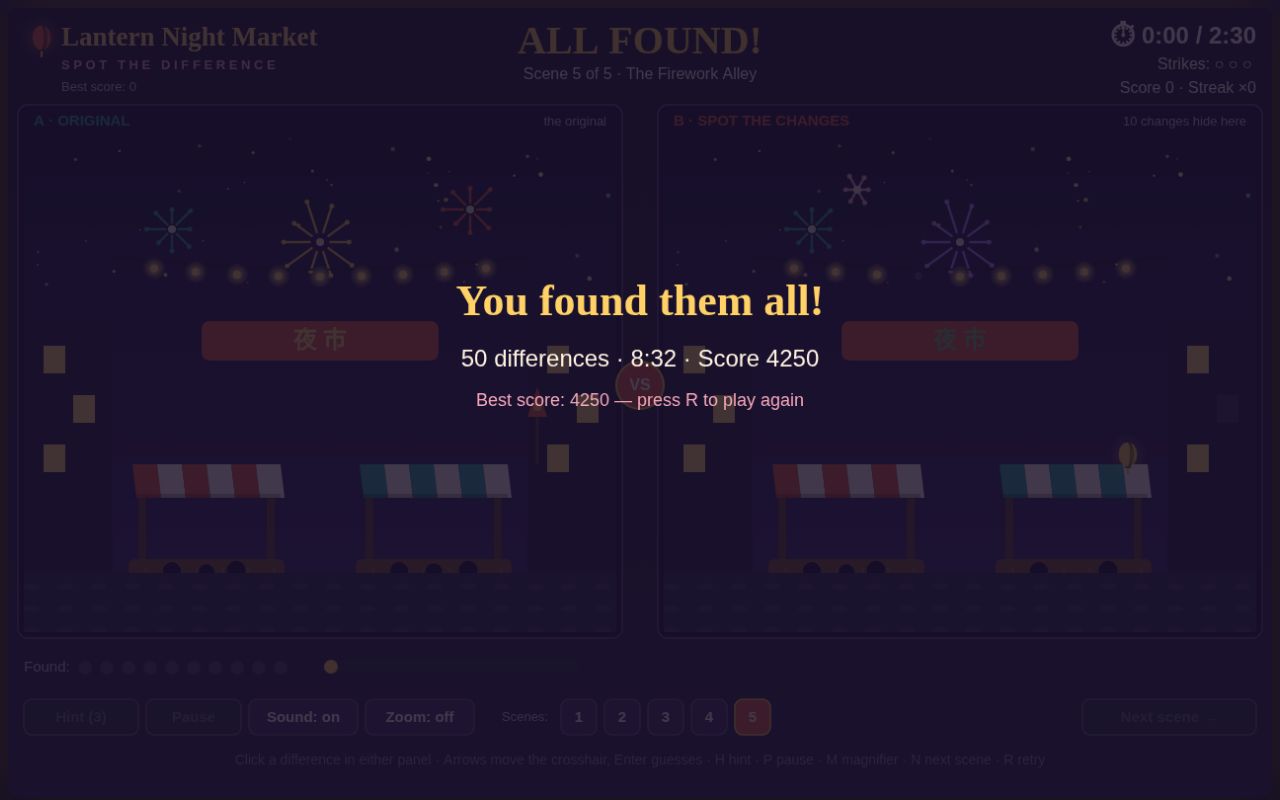 Lantern Night Market
SPOT THE DIFFERENCE
Best score: 0
ALL FOUND!
Scene 5 of 5 · The Firework Alley
0:00 / 2:30
Strikes: ○ ○ ○
Score 0 · Streak ×0
A · ORIGINAL
the original
B · SPOT THE CHANGES
10 changes hide here
夜市
夜市
VS
You found them all!
50 differences · 8:32 · Score 4250
Best score: 4250 — press R to play again
Found:
Hint (3)
Pause
Sound: on
Zoom: off
Scenes:
1
2
3
4
5
Next scene →
Click a difference in either panel · Arrows move the crosshair, Enter guesses · H hint · P pause · M magnifier · N next scene · R retry